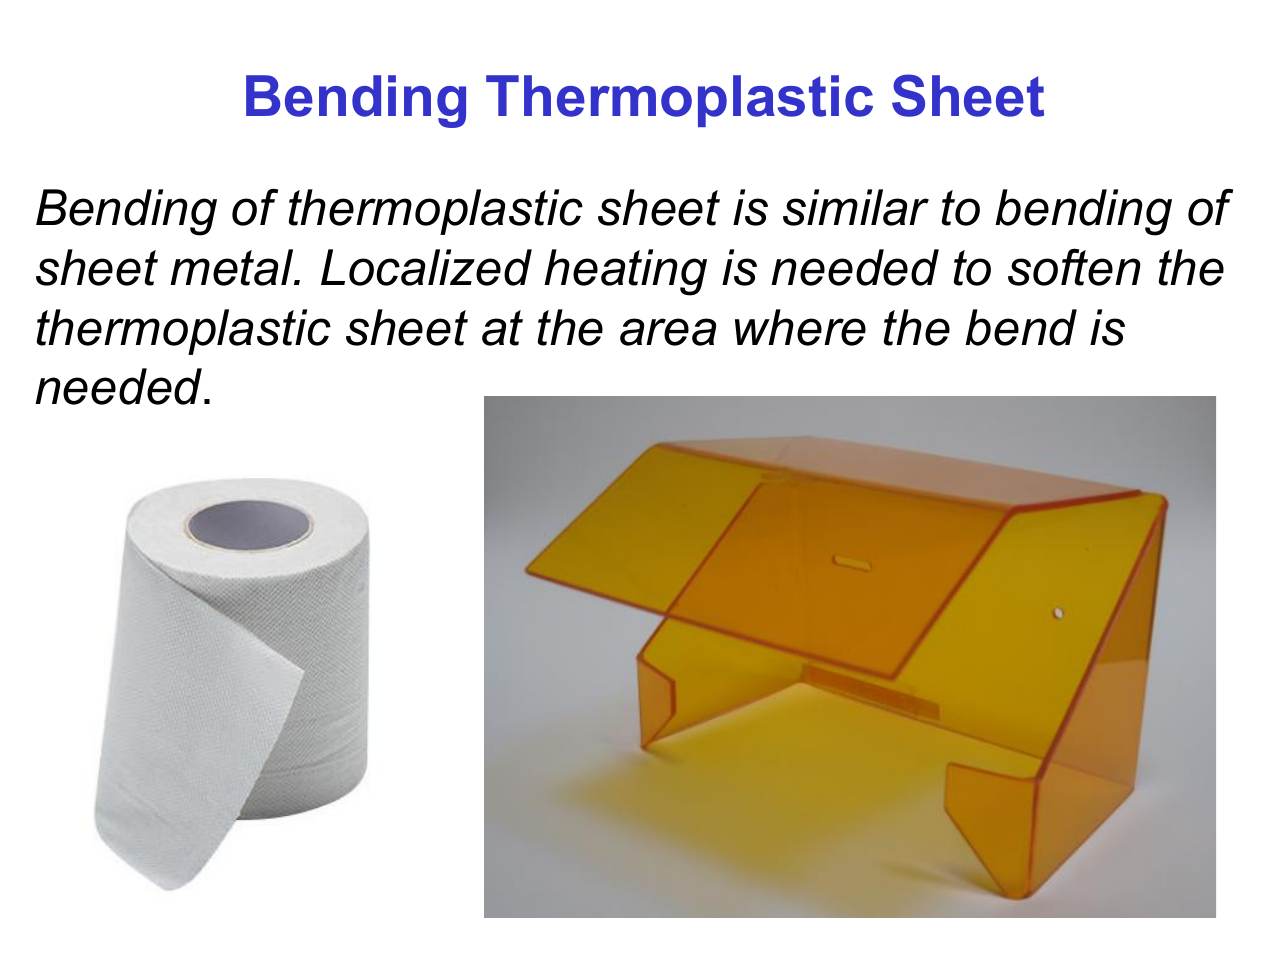 Bending Thermoplastic Sheet
Bending of thermoplastic sheet is similar to bending of
sheet metal. Localized heating is needed to soften the
thermoplastic sheet at the area where the bend is
needed.